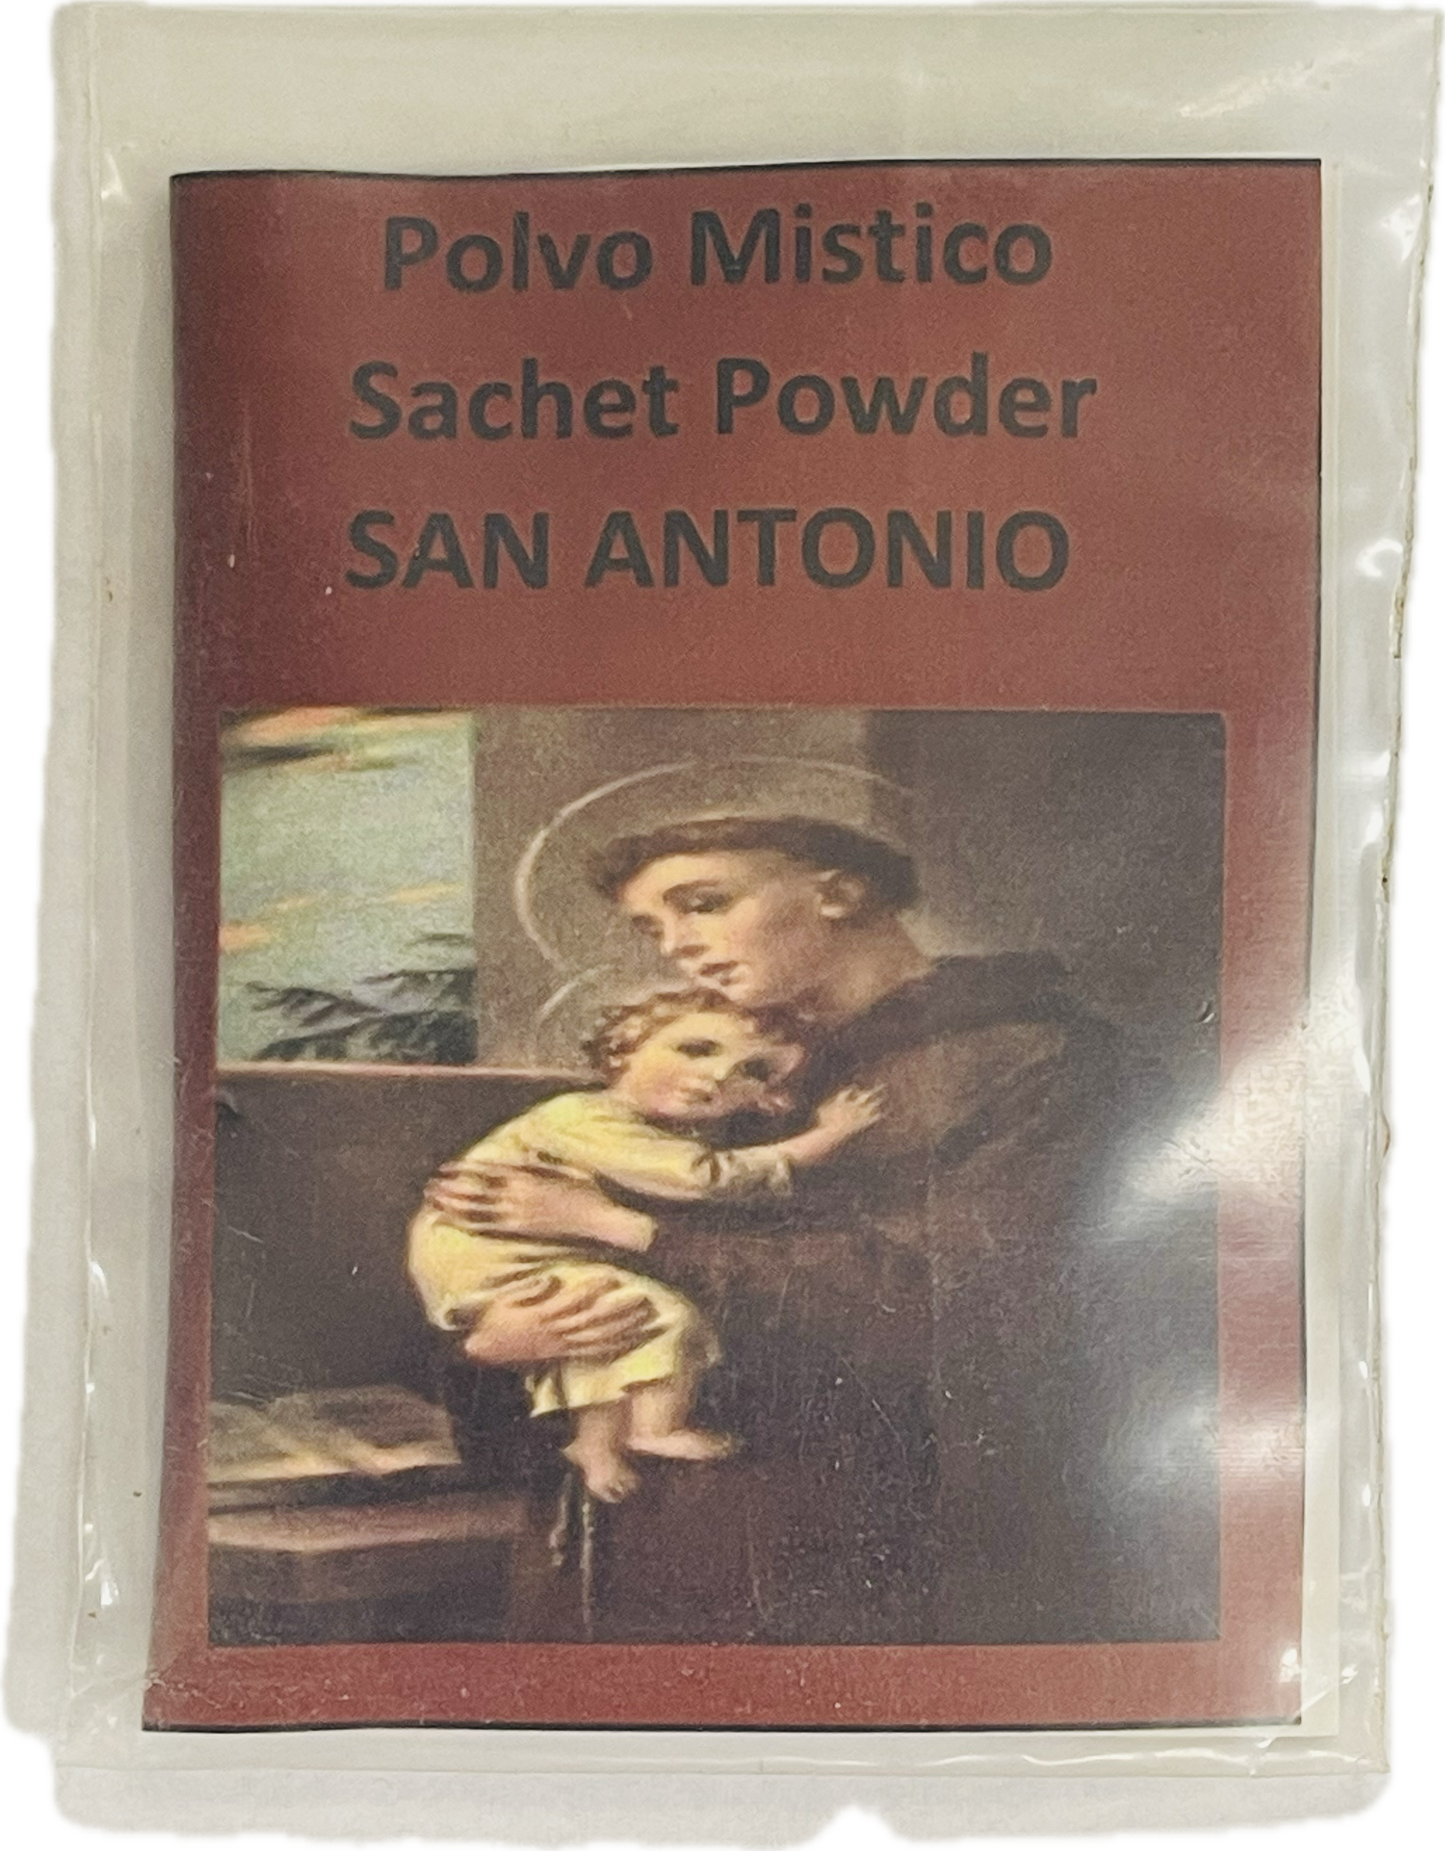 Polvo Mistico
Sachet Powder
SAN ANTONIO